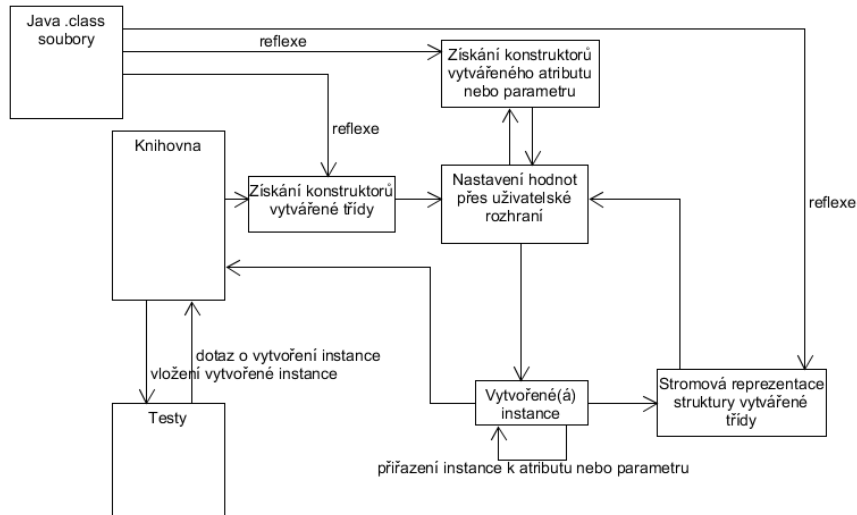 Java .class
soubory
reflexe
Získání konstruktorů
vytvářeného atributu
nebo parametru
reflexe
Knihovna
Získání konstruktorů
vytvářené třídy
Nastavení hodnot
přes uživatelské
rozhraní
reflexe
dotaz o vytvoření instance
vložení vytvořené instance
Testy
Vytvořené(á)
instance
Stromová reprezentace
struktury vytvářené
třídy
přiřazení instance k atributu nebo parametru